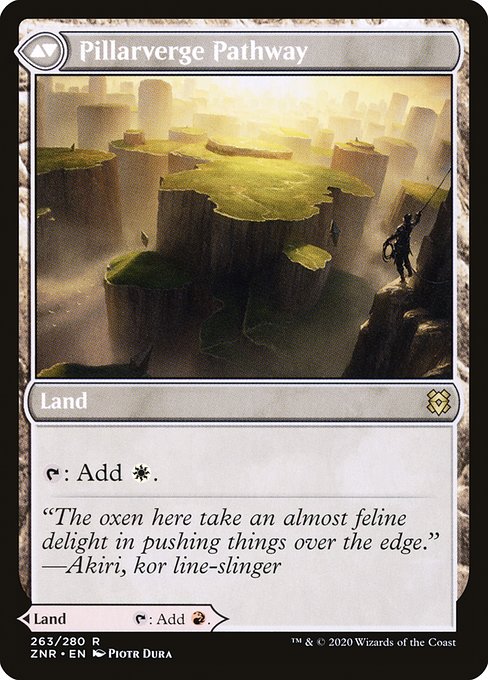 Pillarverge Pathway
Land
: Add .
“The oxen here take an almost feline
delight in pushing things over the edge.”
—Akiri, kor line-slinger
Land : Add .
263/280 R
ZNR • EN Piotr Dura
™ & © 2020 Wizards of the Coast